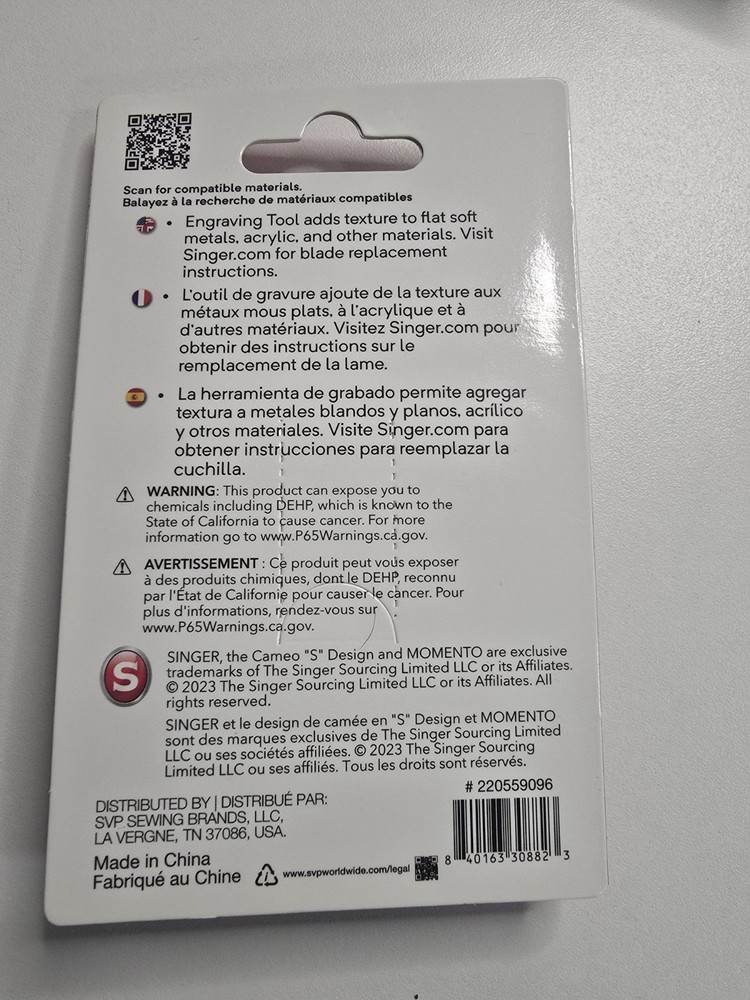 Scan for compatible materials.
Balayez à la recherche de matériaux compatibles
• Engraving Tool adds texture to flat soft
metals, acrylic, and other materials. Visit
Singer.com for blade replacement
instructions.
• L'outil de gravure ajoute de la texture aux
métaux mous plats, à l'acrylique et à
d'autres matériaux. Visitez Singer.com pour
obtenir des instructions sur le
remplacement de la lame.
• La herramienta de grabado permite agregar
textura a metales blandos y planos, acrílico
y otros materiales. Visite Singer.com para
obtener instrucciones para reemplazar la
cuchilla.
WARNING: This product can expose you to
chemicals including DEHP, which is known to the
State of California to cause cancer. For more
information go to www.P65Warnings.ca.gov.
AVERTISSEMENT : Ce produit peut vous exposer
à des produits chimiques, dont le DEHP, reconnu
par l'État de Californie pour causer le cancer. Pour
plus d'informations, rendez-vous sur
www.P65Warnings.ca.gov.
S
SINGER, the Cameo "S" Design and MOMENTO are exclusive
trademarks of The Singer Sourcing Limited LLC or its Affiliates.
© 2023 The Singer Sourcing Limited LLC or its Affiliates. All
rights reserved.
SINGER et le design de camée en "S" Design et MOMENTO
sont des marques exclusives de The Singer Sourcing Limited
LLC ou ses sociétés affiliées. © 2023 The Singer Sourcing
Limited LLC ou ses affiliés. Tous les droits sont réservés.
# 220559096
DISTRIBUTED BY | DISTRIBUÉ PAR:
SVP SEWING BRANDS, LLC,
LA VERGNE, TN 37086, USA.
Made in China
Fabriqué au Chine
www.svpworldwide.com/legal
8 40163 30882 3